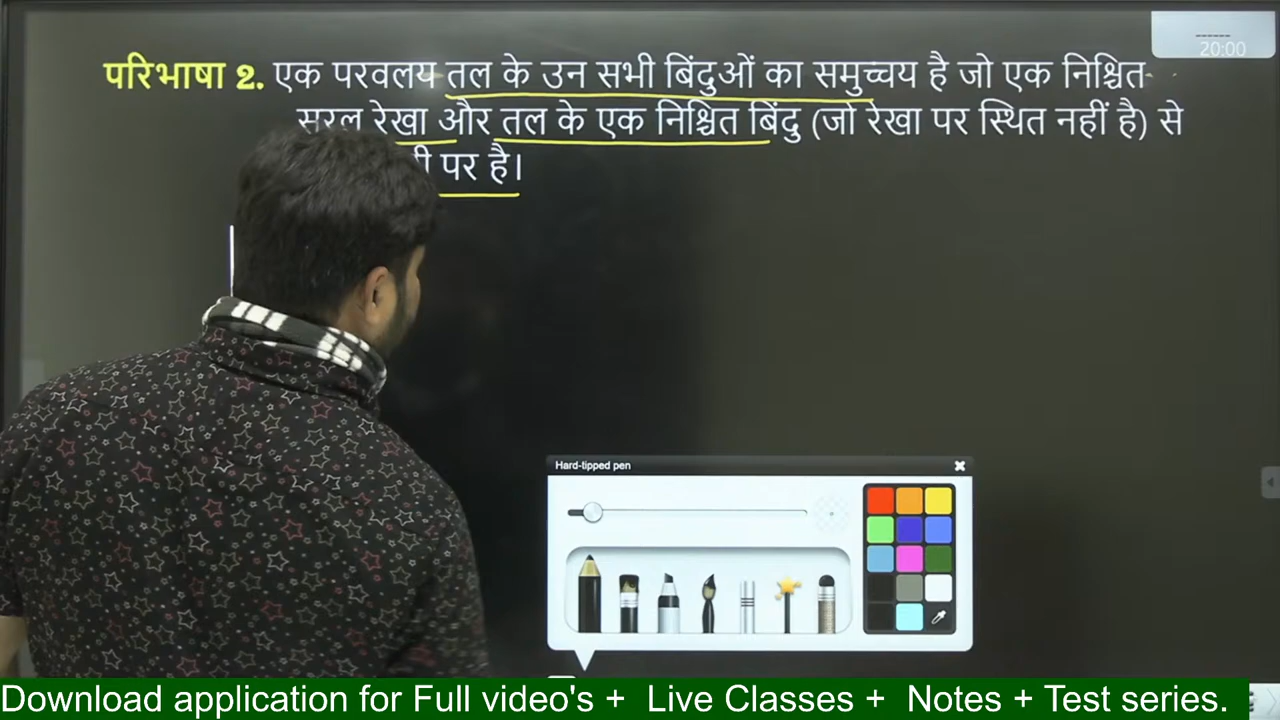 20:00
परिभाषा 2. एक परवलय तल के उन सभी बिंदुओं का समुच्चय है जो एक निश्चित
सरल रेखा और तल के एक निश्चित बिंदु (जो रेखा पर स्थित नहीं है) से
पर है।
Hard-tipped pen
Download application for Full video's + Live Classes + Notes + Test series.